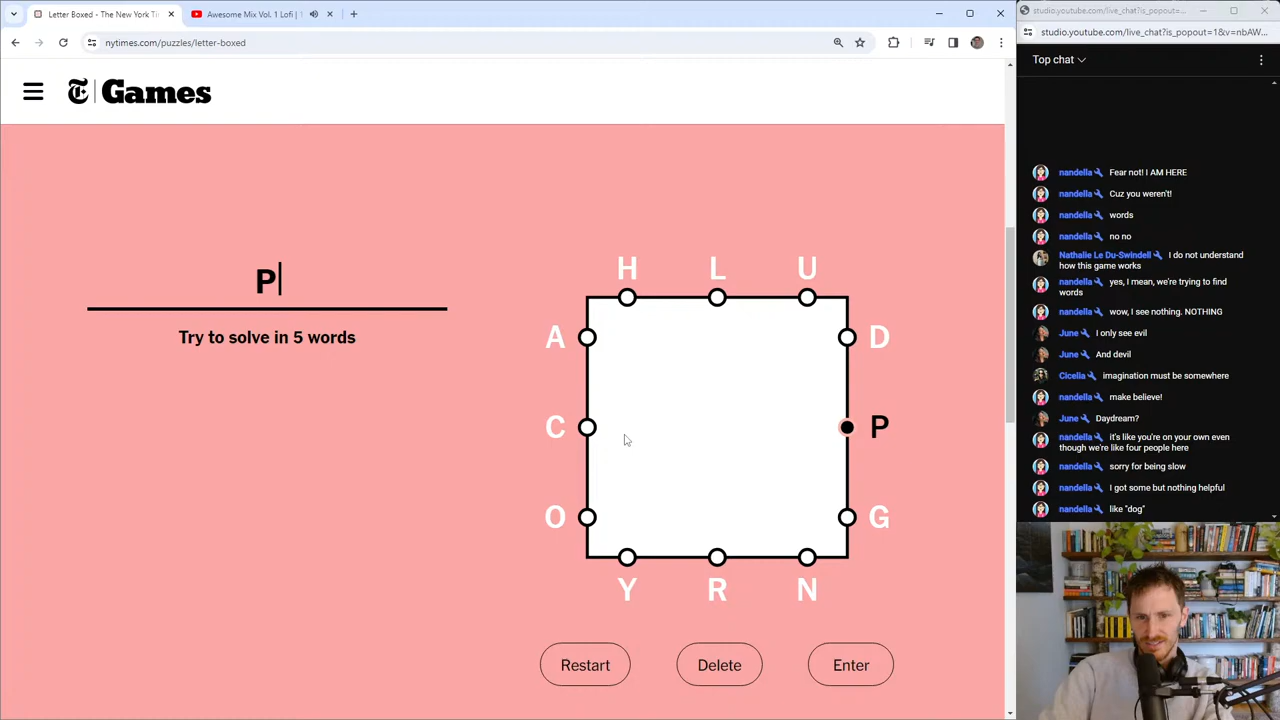 Letter Boxed - The New York Ti
Awesome Mix Vol. 1 Lofi |
nytimes.com/puzzles/letter-boxed
Games
P
Try to solve in 5 words
H L U
A
C
O
D
P
G
Y R N
Restart
Delete
Enter
studio.youtube.com/live_chat?is_popout=...
studio.youtube.com/live_chat?is_popout=1&v=nbAW...
Top chat
nandella Fear not! I AM HERE
nandella Cuz you weren't!
nandella words
nandella no no
Nathalie Le Du-Swindell I do not understand
how this game works
nandella yes, I mean, we're trying to find
words
nandella wow, I see nothing. NOTHING
June I only see evil
June And devil
Cicelia imagination must be somewhere
nandella make believe!
June Daydream?
nandella it's like you're on your own even
though we're like four people here
nandella sorry for being slow
nandella I got some but nothing helpful
nandella like "dog"